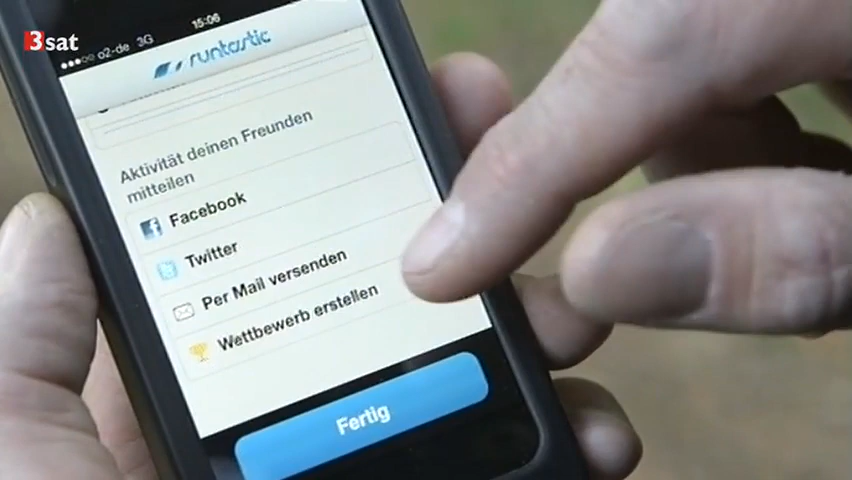 3sat
o2-de 3G 15:06
runtastic
Aktivität deinen Freunden
mitteilen
Facebook
Twitter
Per Mail versenden
Wettbewerb erstellen
Fertig